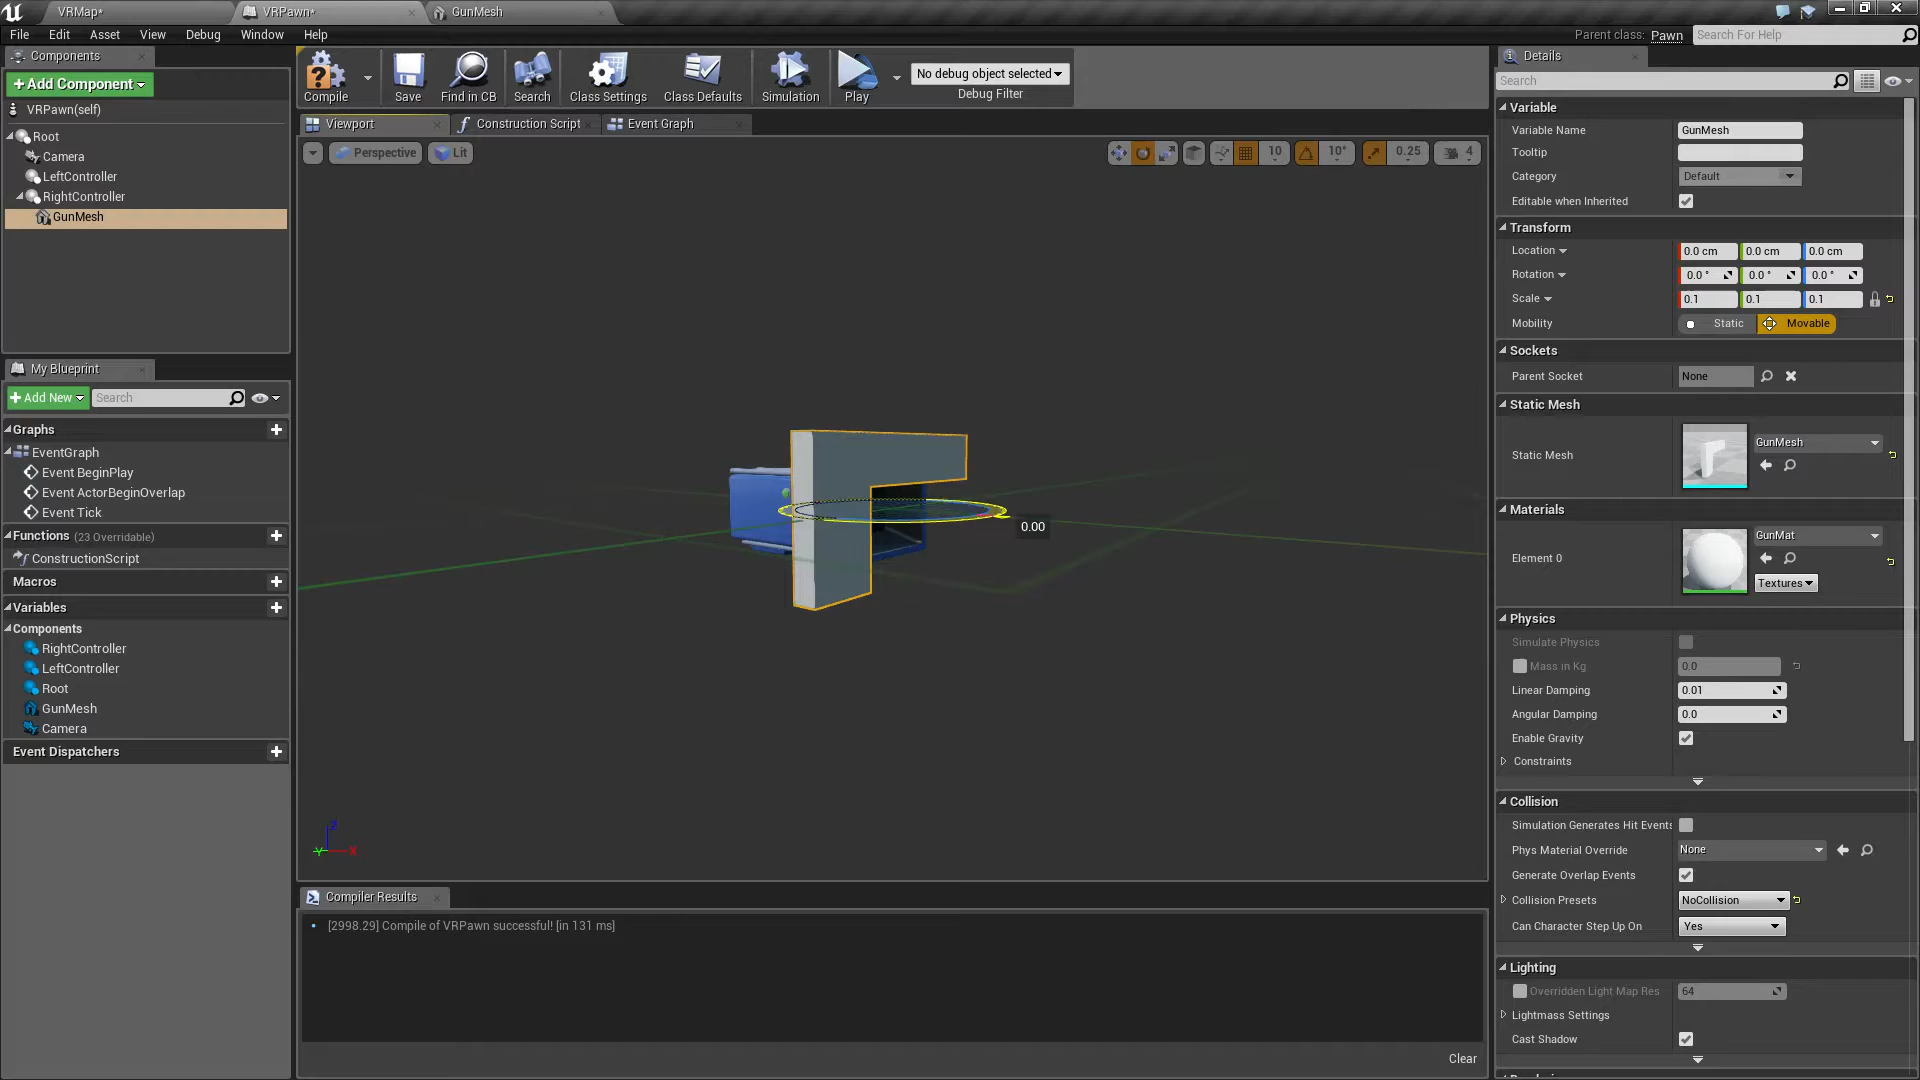 VRMap*
VRPawn*
GunMesh
File Edit Asset View Debug Window Help
Parent class: Pawn
Search For Help
Components
+ Add Component
VRPawn(self)
Root
Camera
LeftController
RightController
GunMesh
My Blueprint
+ Add New
Search
Graphs
EventGraph
Event BeginPlay
Event ActorBeginOverlap
Event Tick
Functions (23 Overridable)
ConstructionScript
Macros
Variables
Components
RightController
LeftController
Root
GunMesh
Camera
Event Dispatchers
Compile
Save
Find in CB
Search
Class Settings
Class Defaults
Simulation
Play
No debug object selected
Debug Filter
Viewport
Construction Script
Event Graph
Perspective
Lit
10
10°
0.25
4
0.00
Z
Y
X
Compiler Results
[2998.29] Compile of VRPawn successful! [in 131 ms]
Clear
Details
Search
Variable
Variable Name GunMesh
Tooltip
Category Default
Editable when Inherited
Transform
Location 0.0 cm 0.0 cm 0.0 cm
Rotation 0.0 ° 0.0 ° 0.0 °
Scale 0.1 0.1 0.1
Mobility Static Movable
Sockets
Parent Socket None
Static Mesh
Static Mesh GunMesh
Materials
Element 0 GunMat
Textures
Physics
Simulate Physics
Mass in Kg 0.0
Linear Damping 0.01
Angular Damping 0.0
Enable Gravity
Constraints
Collision
Simulation Generates Hit Events
Phys Material Override None
Generate Overlap Events
Collision Presets NoCollision
Can Character Step Up On Yes
Lighting
Overridden Light Map Res 64
Lightmass Settings
Cast Shadow